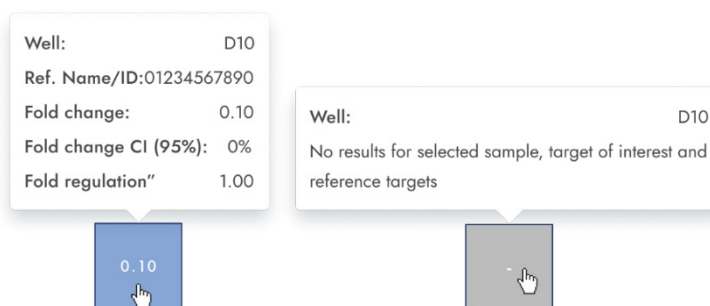 Well: D10
Ref. Name/ID:01234567890
Fold change: 0.10
Fold change CI (95%): 0%
Fold regulation” 1.00
0.10
Well: D10
No results for selected sample, target of interest and
reference targets
-